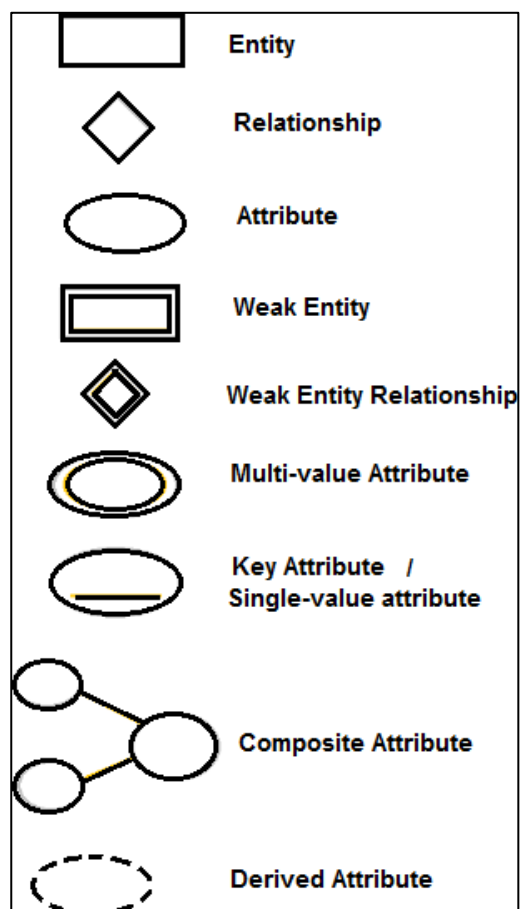 Entity
Relationship
Attribute
Weak Entity
Weak Entity Relationship
Multi-value Attribute
Key Attribute /
Single-value attribute
Composite Attribute
Derived Attribute